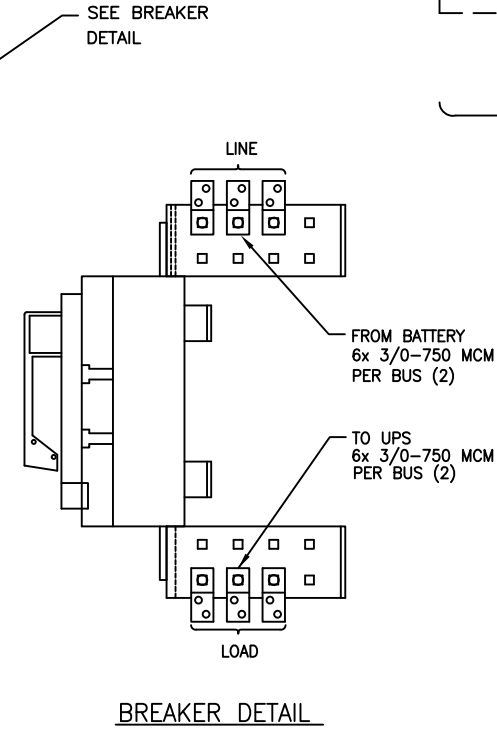 SEE BREAKER
DETAIL
LINE
FROM BATTERY
6x 3/0-750 MCM
PER BUS (2)
TO UPS
6x 3/0-750 MCM
PER BUS (2)
LOAD
BREAKER DETAIL